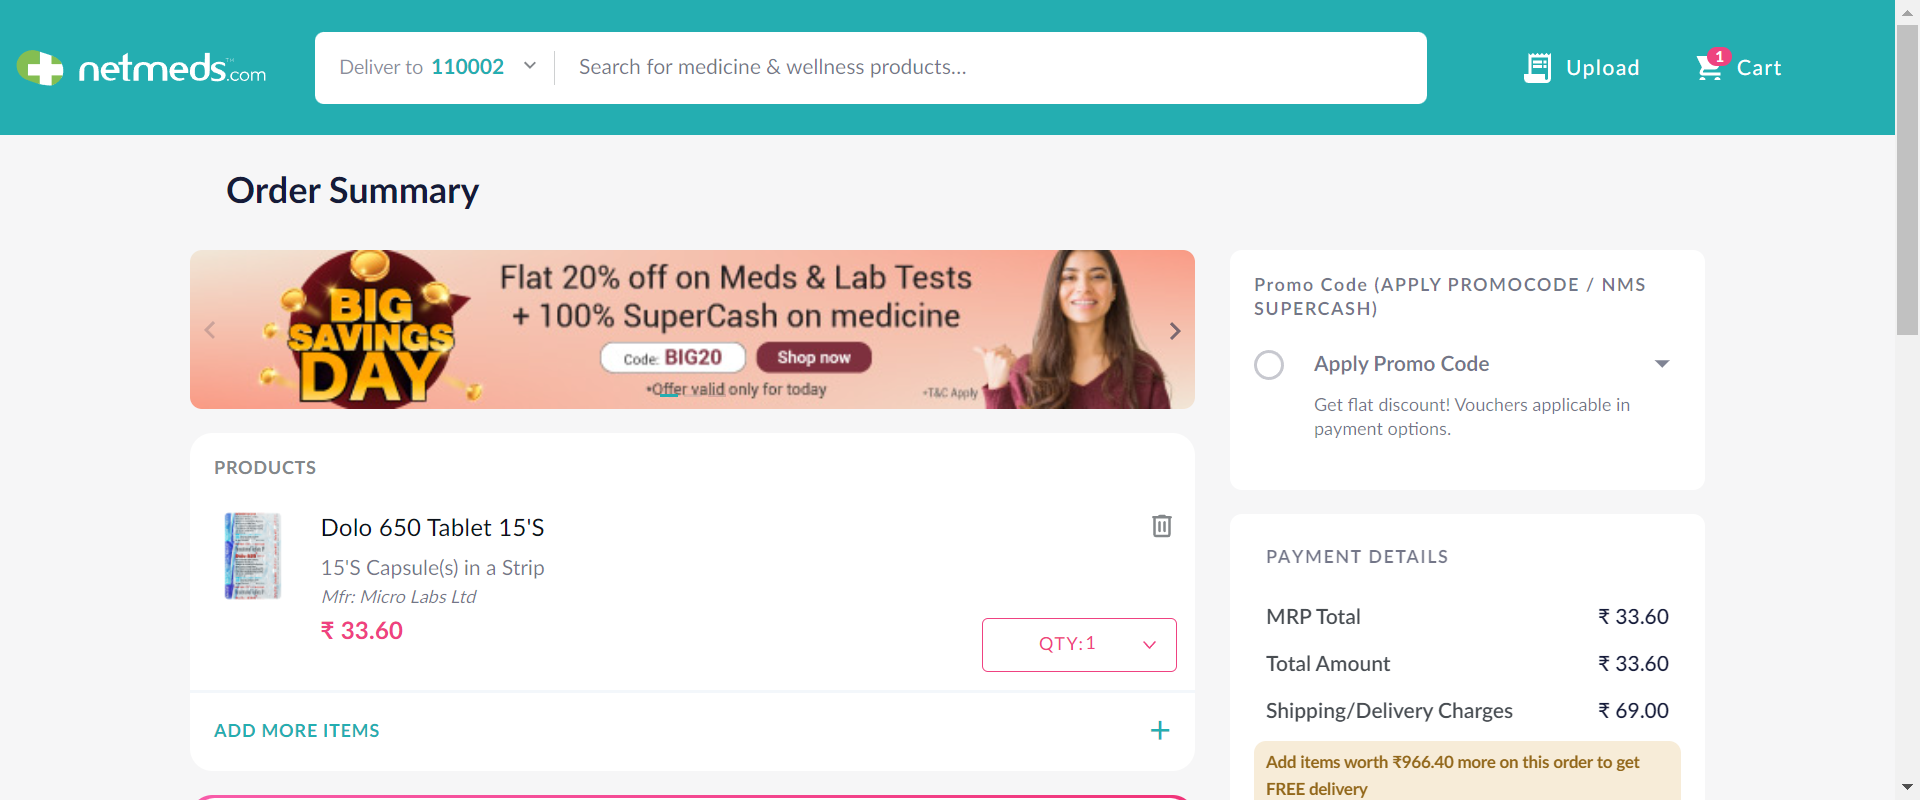 netmeds.com
Deliver to 110002
Search for medicine & wellness products...
Upload
1
Cart
Order Summary
BIG
SAVINGS
DAY
Flat 20% off on Meds & Lab Tests
+ 100% SuperCash on medicine
Code: BIG20
Shop now
*Offer valid only for today
*T&C Apply
Promo Code (APPLY PROMOCODE / NMS
SUPERCASH)
Apply Promo Code
Get flat discount! Vouchers applicable in
payment options.
PRODUCTS
Dolo 650 Tablet 15'S
15'S Capsule(s) in a Strip
Mfr: Micro Labs Ltd
₹ 33.60
QTY: 1
ADD MORE ITEMS
PAYMENT DETAILS
MRP Total ₹ 33.60
Total Amount ₹ 33.60
Shipping/Delivery Charges ₹ 69.00
Add items worth ₹966.40 more on this order to get
FREE delivery